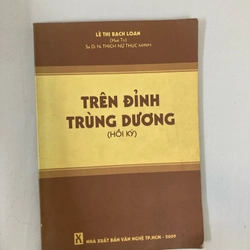 LÊ THỊ BẠCH LOAN
TRÊN ĐỈNH
TRÙNG DƯƠNG
(HỒI KÝ)
NHÀ XUẤT BẢN VĂN NGHỆ TP.HCM - 2009